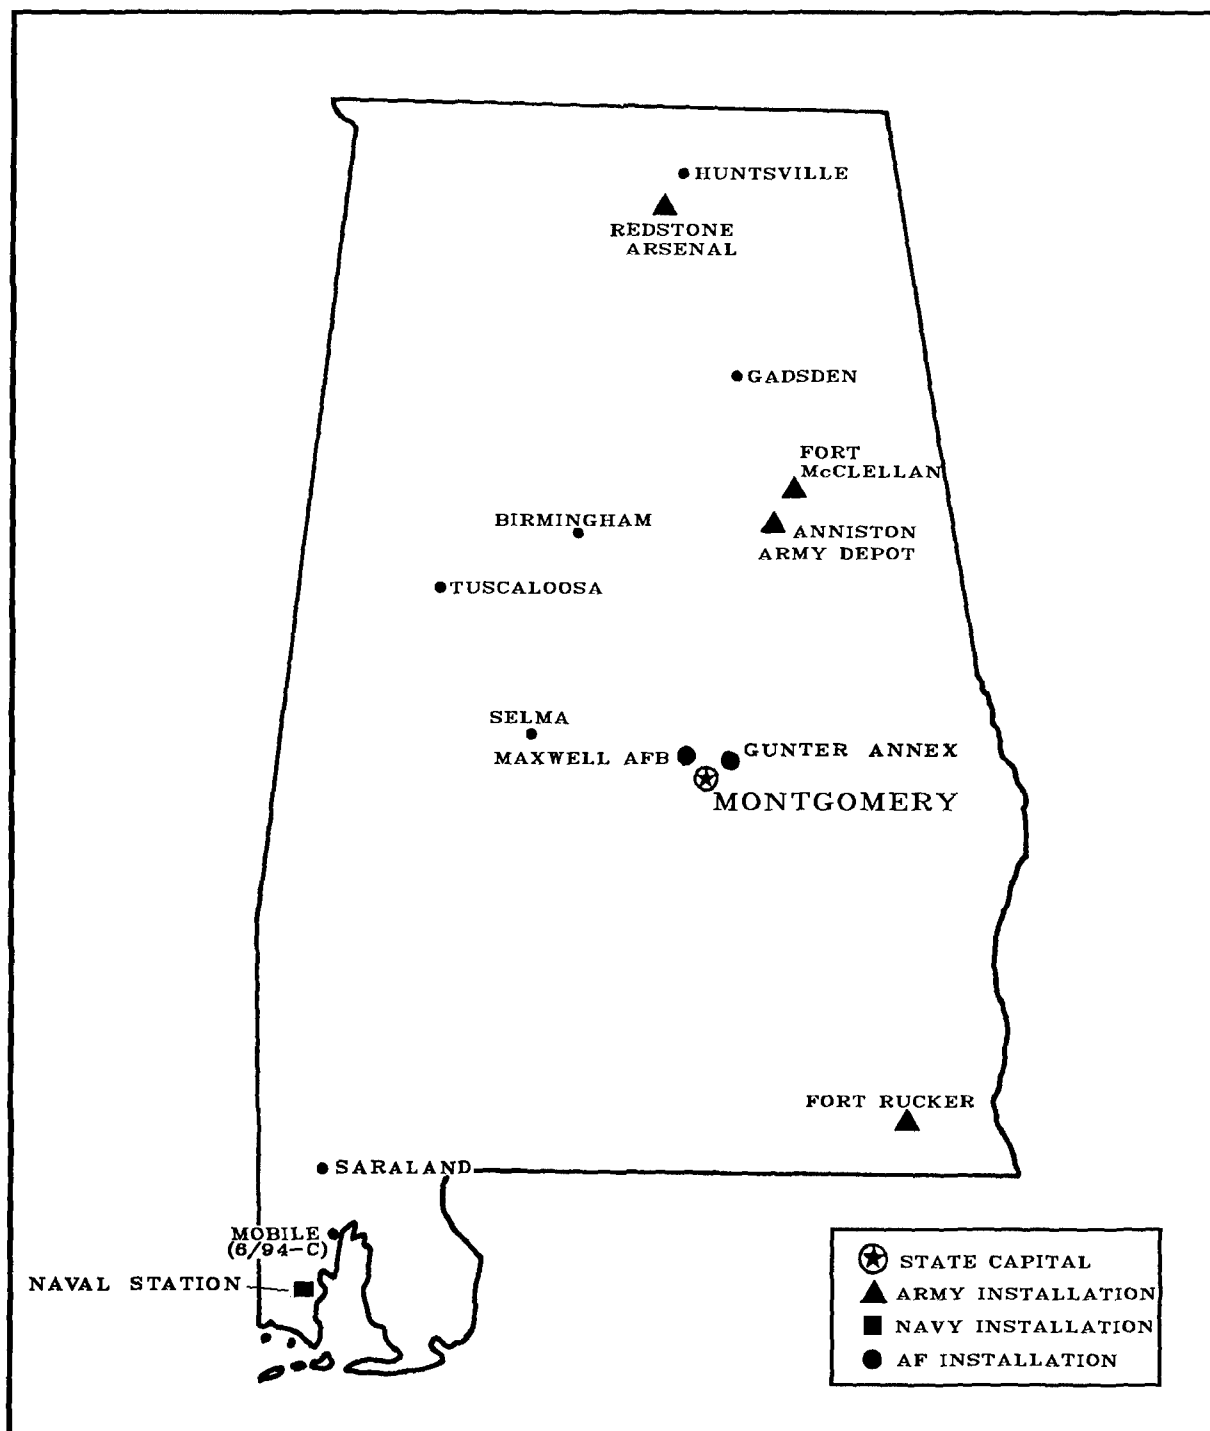 HUNTSVILLE
REDSTONE
ARSENAL
GADSDEN
FORT
McCLELLAN
BIRMINGHAM
ANNISTON
ARMY DEPOT
TUSCALOOSA
SELMA
MAXWELL AFB
GUNTER ANNEX
MONTGOMERY
FORT RUCKER
SARALAND
MOBILE
(6/94-C)
NAVAL STATION
STATE CAPITAL
ARMY INSTALLATION
NAVY INSTALLATION
AF INSTALLATION